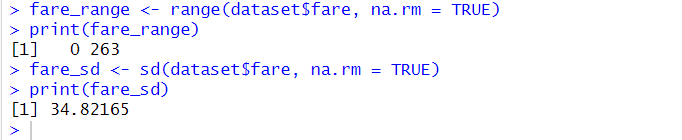 > fare_range <- range(dataset$fare, na.rm = TRUE)
> print(fare_range)
[1]   0 263
> fare_sd <- sd(dataset$fare, na.rm = TRUE)
> print(fare_sd)
[1] 34.82165
>